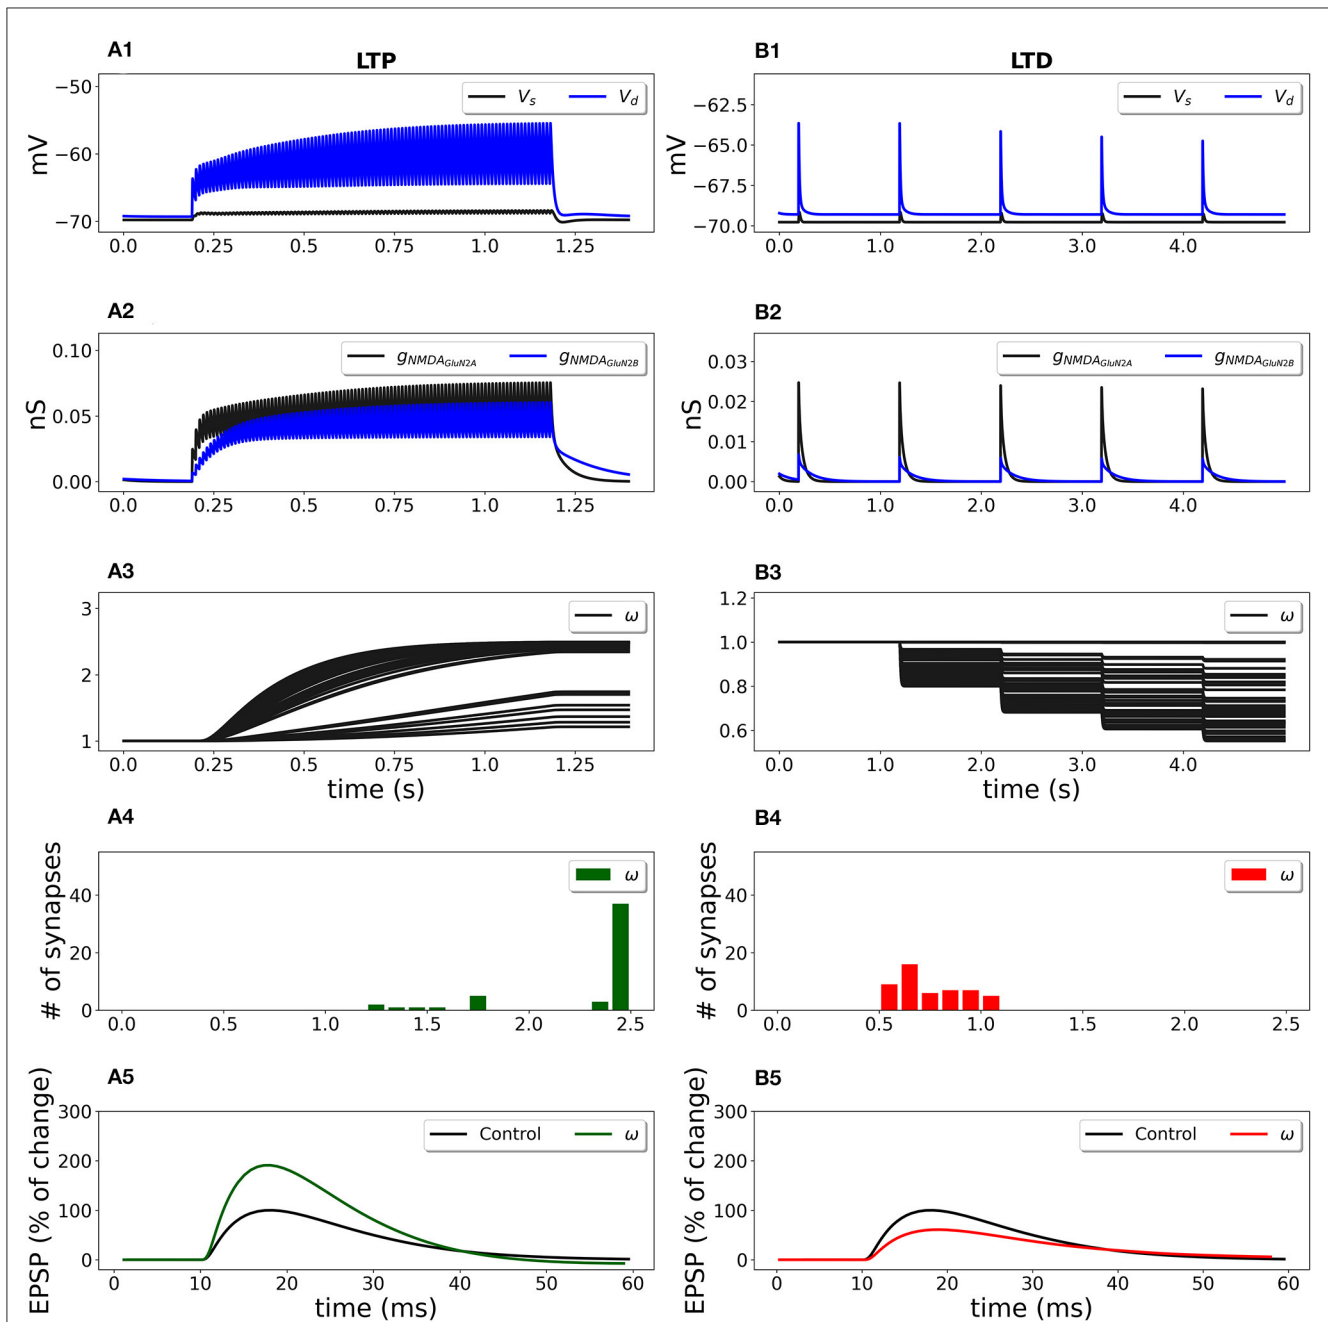 A1
LTP
V_s V_d
mV
−50
−60
−70
0.0 0.25 0.5 0.75 1.0 1.25
B1
LTD
V_s V_d
mV
−62.5
−65.0
−67.5
−70.0
0.0 1.0 2.0 3.0 4.0
A2
g_NMDA_GluN2A g_NMDA_GluN2B
nS
0.10
0.05
0.00
0.0 0.25 0.5 0.75 1.0 1.25
B2
g_NMDA_GluN2A g_NMDA_GluN2B
nS
0.03
0.02
0.01
0.00
0.0 1.0 2.0 3.0 4.0
A3
ω
3
2
1
0.0 0.25 0.5 0.75 1.0 1.25
time (s)
B3
ω
1.2
1.0
0.8
0.6
0.0 1.0 2.0 3.0 4.0
time (s)
A4
ω
# of synapses
40
20
0
0.0 0.5 1.0 1.5 2.0 2.5
B4
ω
# of synapses
40
20
0
0.0 0.5 1.0 1.5 2.0 2.5
A5
Control ω
EPSP (% of change)
300
200
100
0
0 10 20 30 40 50 60
time (ms)
B5
Control ω
EPSP (% of change)
300
200
100
0
0 10 20 30 40 50 60
time (ms)